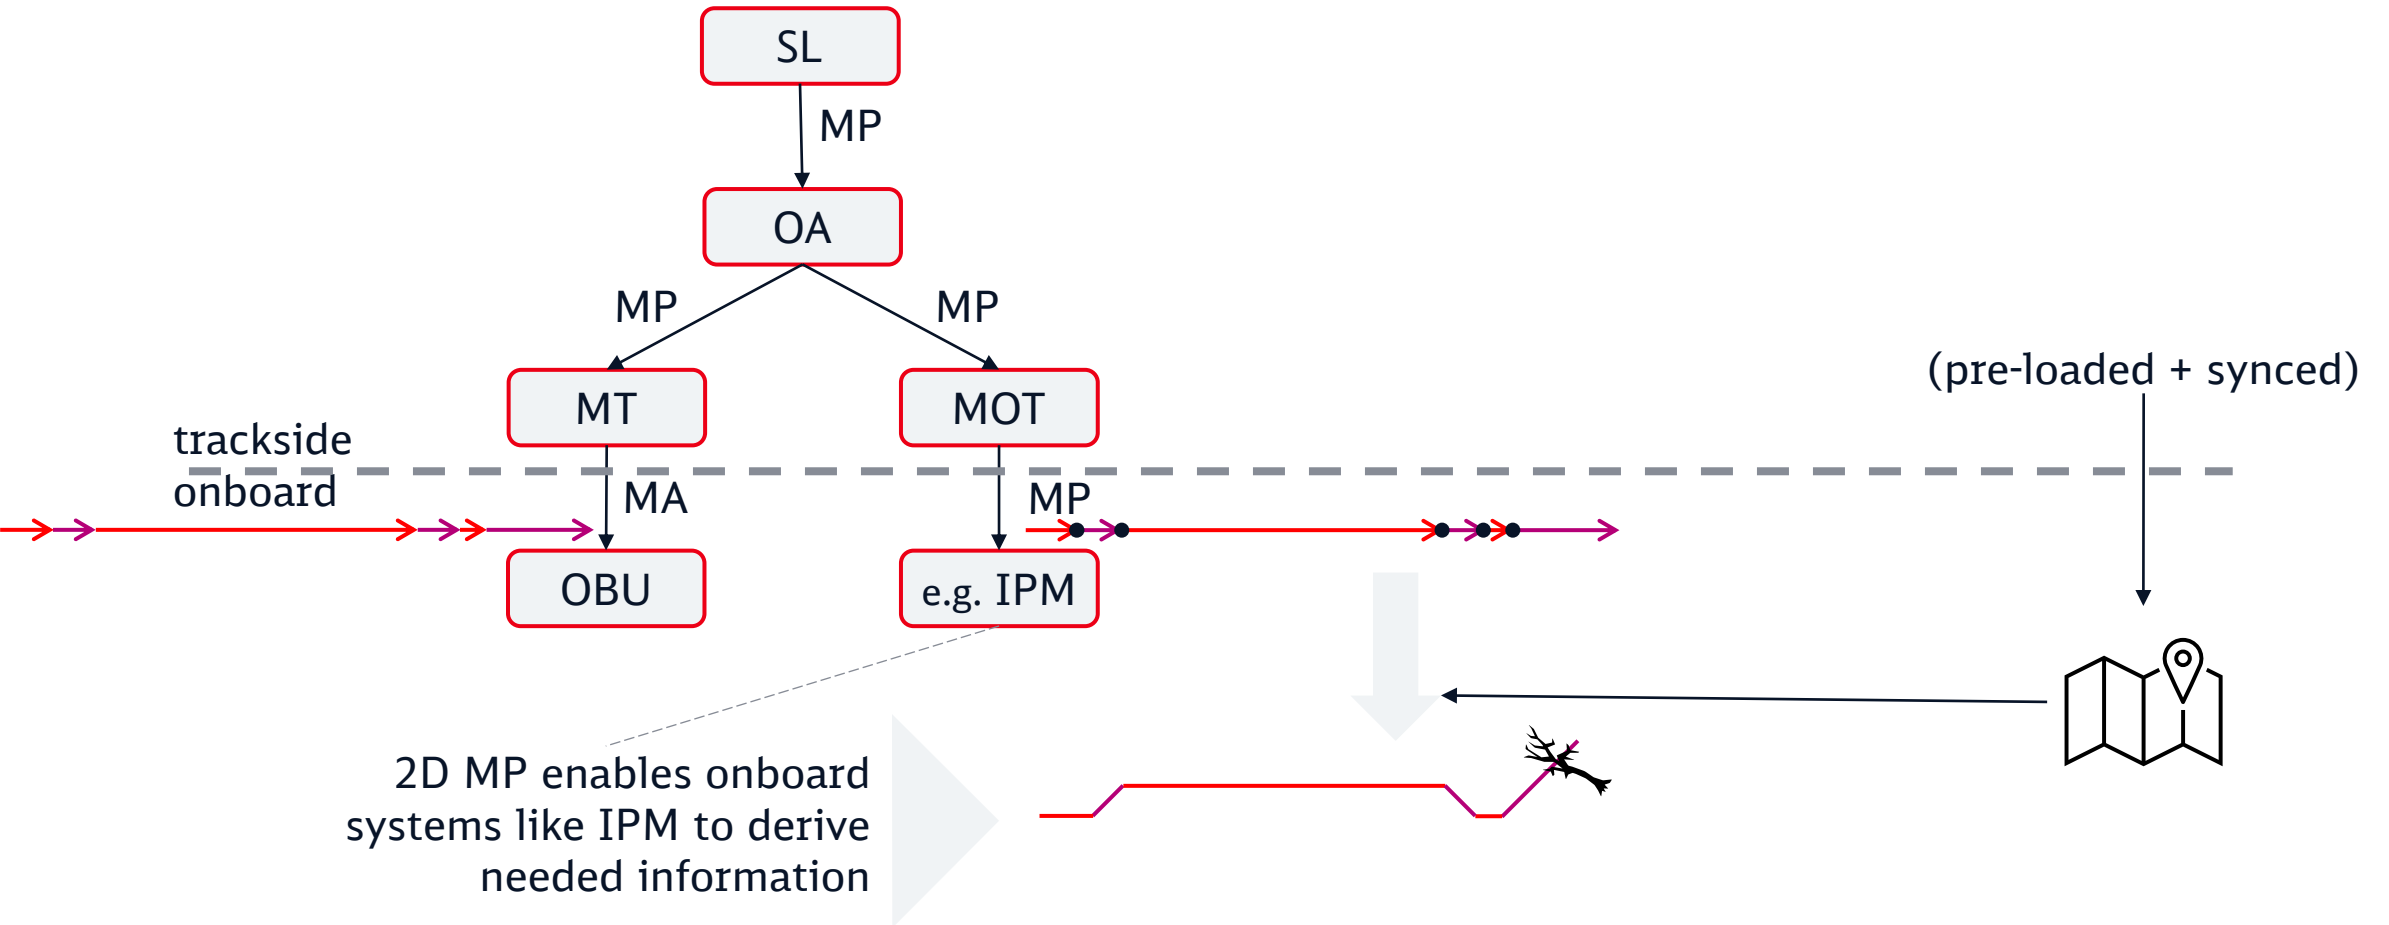 SL
MP
OA
MP
MP
MT
MOT
(pre-loaded + synced)
trackside
onboard
MA
MP
OBU
e.g. IPM
2D MP enables onboard
systems like IPM to derive
needed information